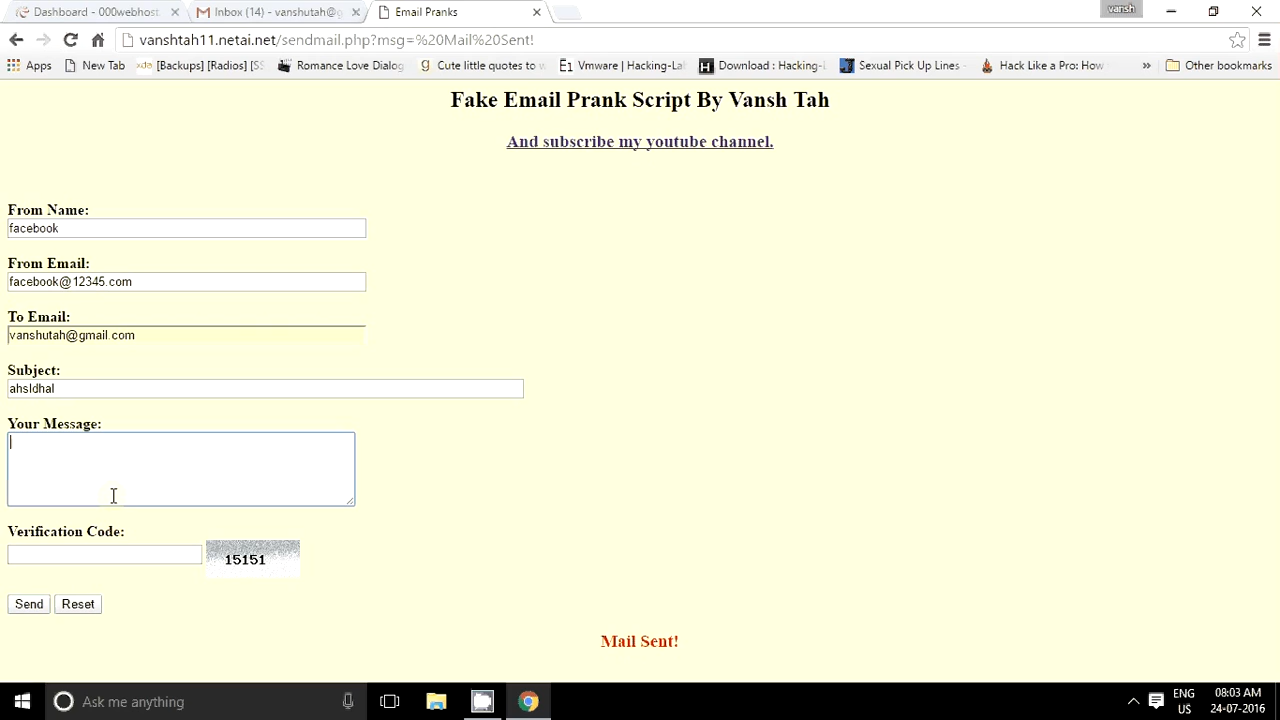 Dashboard - 000webhost.
Inbox (14) - vanshutah@g
Email Pranks
vansh
vanshtah11.netai.net/sendmail.php?msg=%20Mail%20Sent!
Apps
New Tab
[Backups] [Radios] [S
Romance Love Dialog
Cute little quotes to
Vmware | Hacking-La
Download : Hacking-
Sexual Pick Up Lines -
Hack Like a Pro: How
»
Other bookmarks
Fake Email Prank Script By Vansh Tah
And subscribe my youtube channel.
From Name:
facebook
From Email:
facebook@12345.com
To Email:
vanshutah@gmail.com
Subject:
ahsldhal
Your Message:
Verification Code:
15151
Send Reset
Mail Sent!
Ask me anything
ENG
US
08:03 AM
24-07-2016